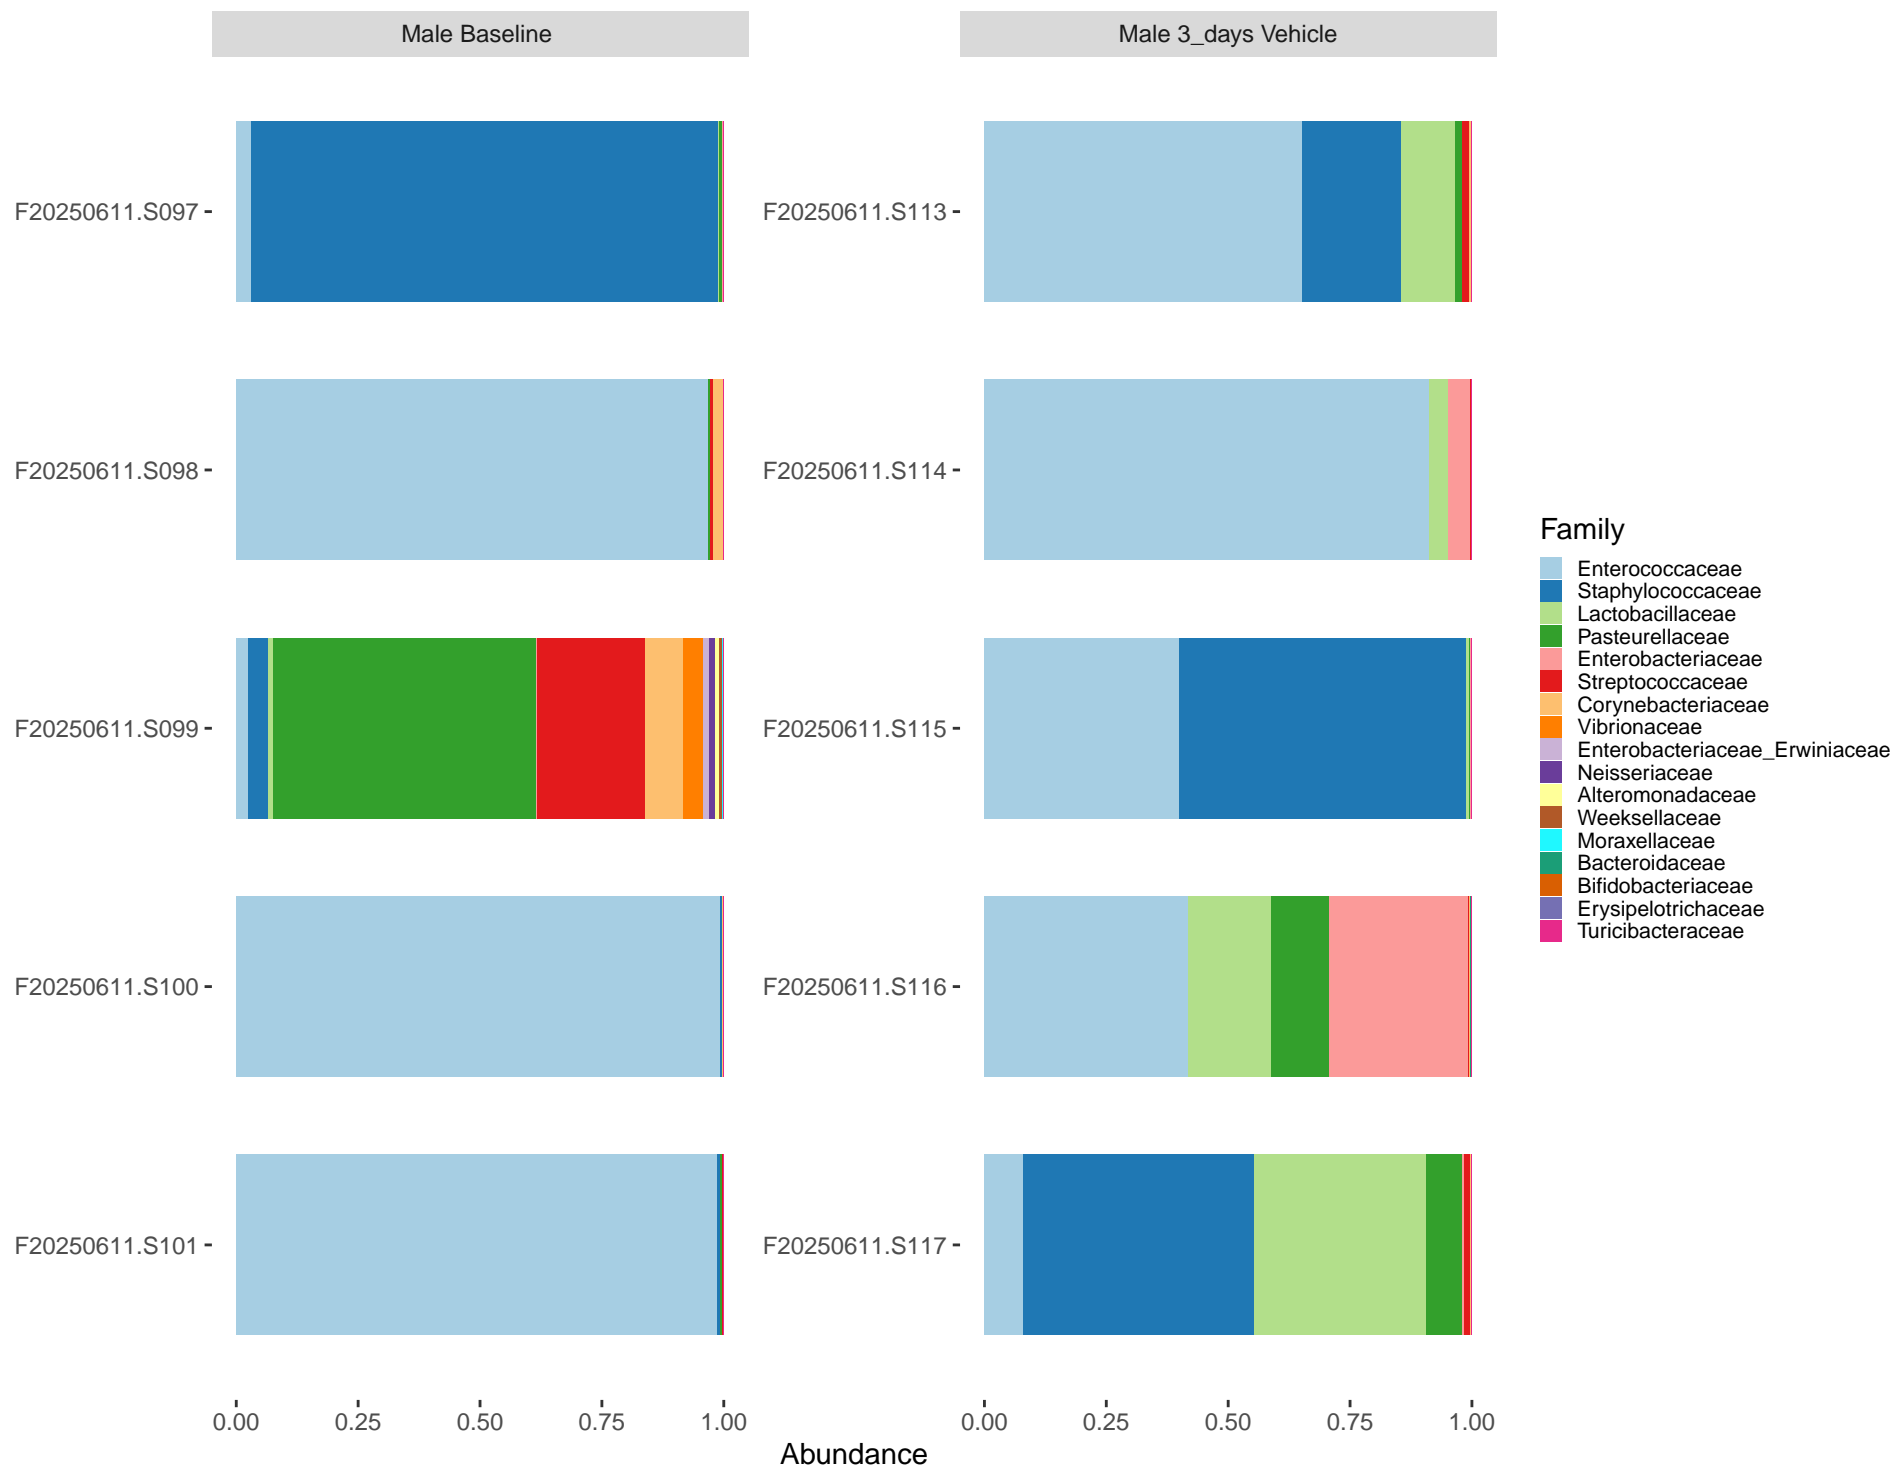 Male Baseline
Male 3_days Vehicle
F20250611.S097
F20250611.S113
F20250611.S098
F20250611.S114
F20250611.S099
F20250611.S115
F20250611.S100
F20250611.S116
F20250611.S101
F20250611.S117
0.00 0.25 0.50 0.75 1.00
0.00 0.25 0.50 0.75 1.00
Abundance
Family
Enterococcaceae
Staphylococcaceae
Lactobacillaceae
Pasteurellaceae
Enterobacteriaceae
Streptococcaceae
Corynebacteriaceae
Vibrionaceae
Enterobacteriaceae_Erwiniaceae
Neisseriaceae
Alteromonadaceae
Weeksellaceae
Moraxellaceae
Bacteroidaceae
Bifidobacteriaceae
Erysipelotrichaceae
Turicibacteraceae